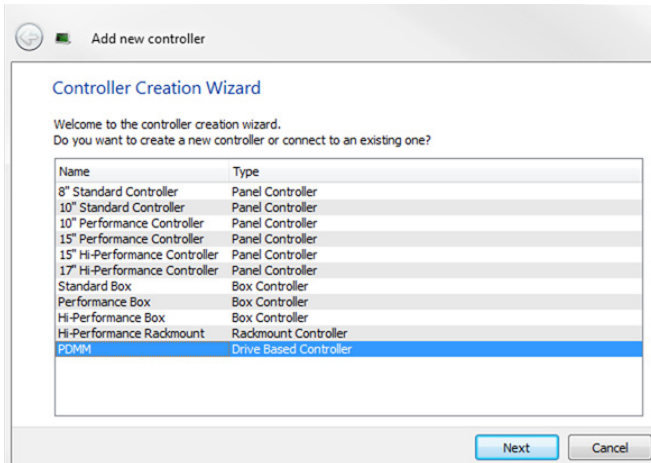 Add new controller
Controller Creation Wizard
Welcome to the controller creation wizard.
Do you want to create a new controller or connect to an existing one?
Name Type
8" Standard Controller Panel Controller
10" Standard Controller Panel Controller
10" Performance Controller Panel Controller
15" Performance Controller Panel Controller
15" Hi-Performance Controller Panel Controller
17" Hi-Performance Controller Panel Controller
Standard Box Box Controller
Performance Box Box Controller
Hi-Performance Box Box Controller
Hi-Performance Rackmount Rackmount Controller
PDMM Drive Based Controller
Next Cancel